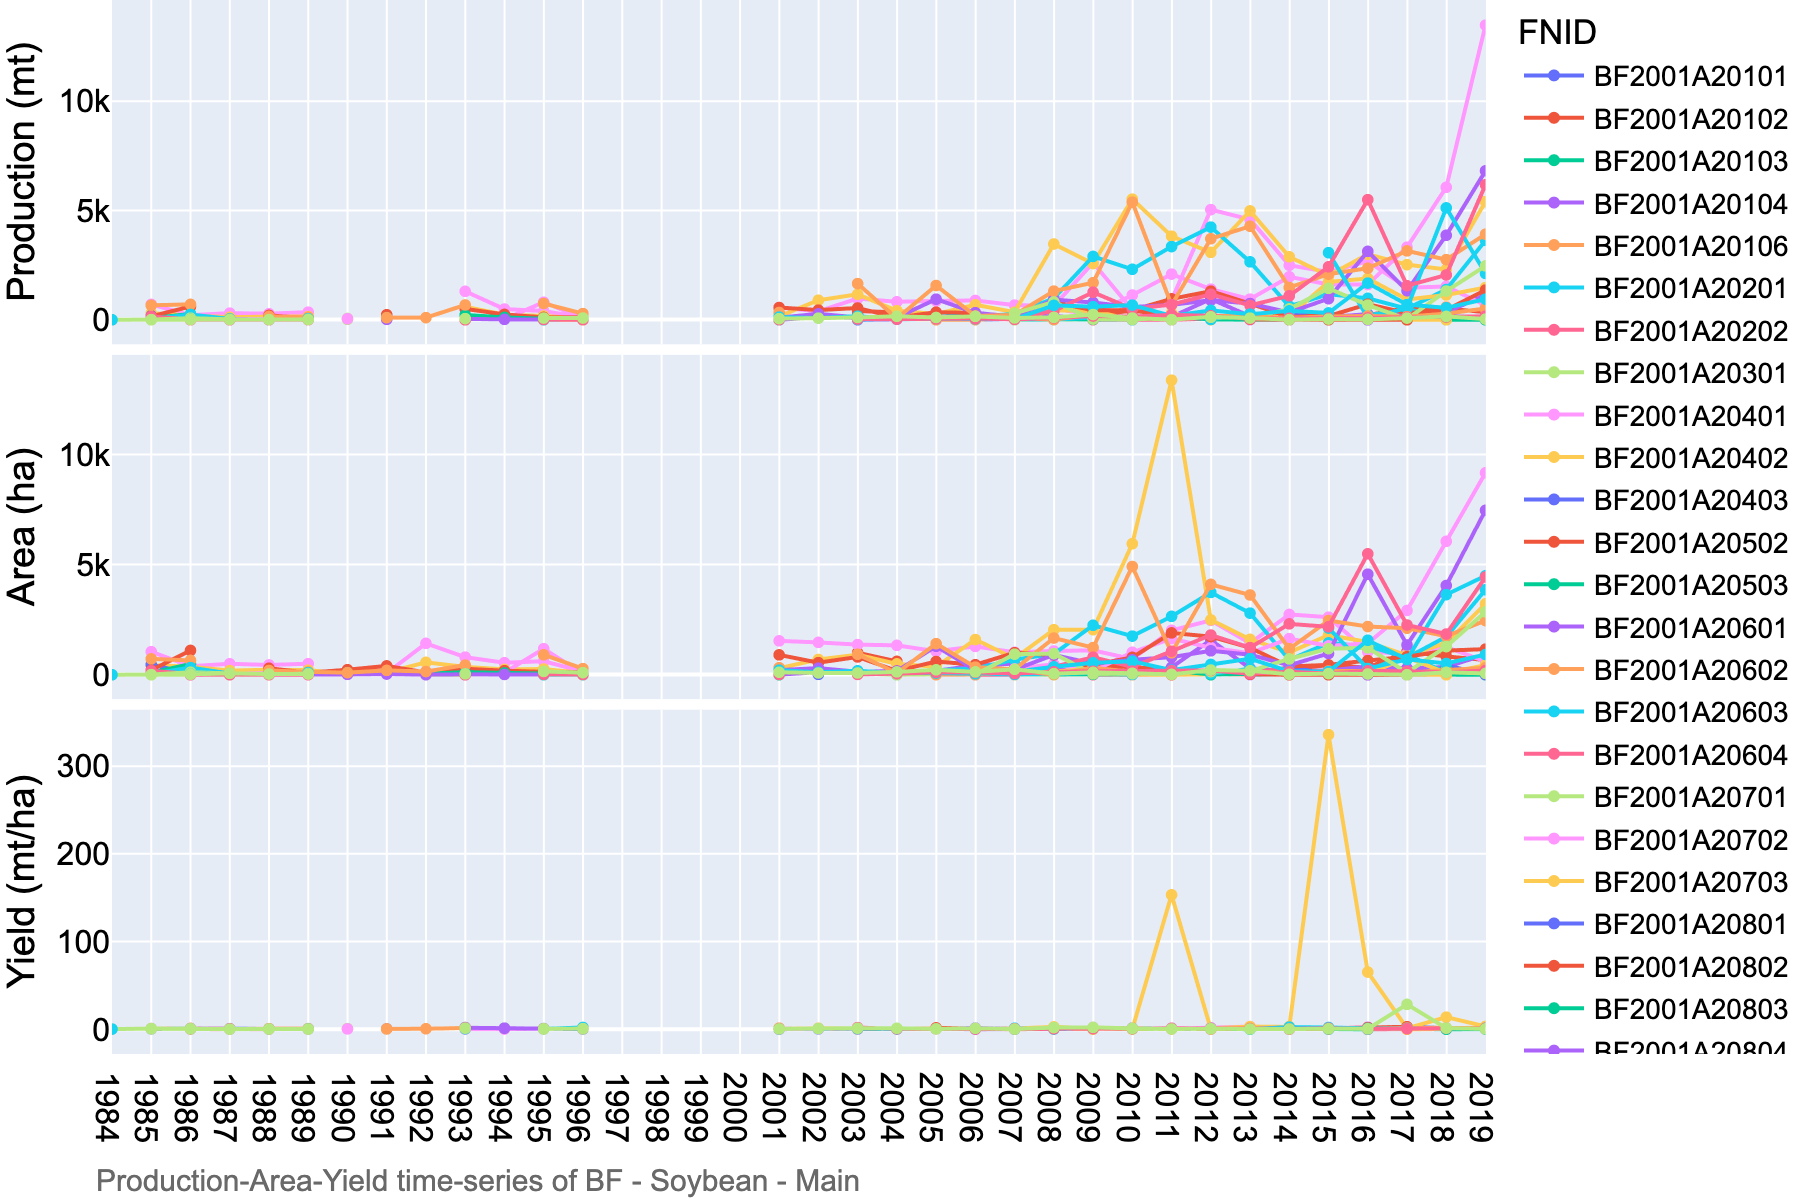 Production (mt)
10k
5k
0
Area (ha)
10k
5k
0
Yield (mt/ha)
300
200
100
0
1984
1985
1986
1987
1988
1989
1990
1991
1992
1993
1994
1995
1996
1997
1998
1999
2000
2001
2002
2003
2004
2005
2006
2007
2008
2009
2010
2011
2012
2013
2014
2015
2016
2017
2018
2019
FNID
BF2001A20101
BF2001A20102
BF2001A20103
BF2001A20104
BF2001A20106
BF2001A20201
BF2001A20202
BF2001A20301
BF2001A20401
BF2001A20402
BF2001A20403
BF2001A20502
BF2001A20503
BF2001A20601
BF2001A20602
BF2001A20603
BF2001A20604
BF2001A20701
BF2001A20702
BF2001A20703
BF2001A20801
BF2001A20802
BF2001A20803
BF2001A20804
Production-Area-Yield time-series of BF - Soybean - Main